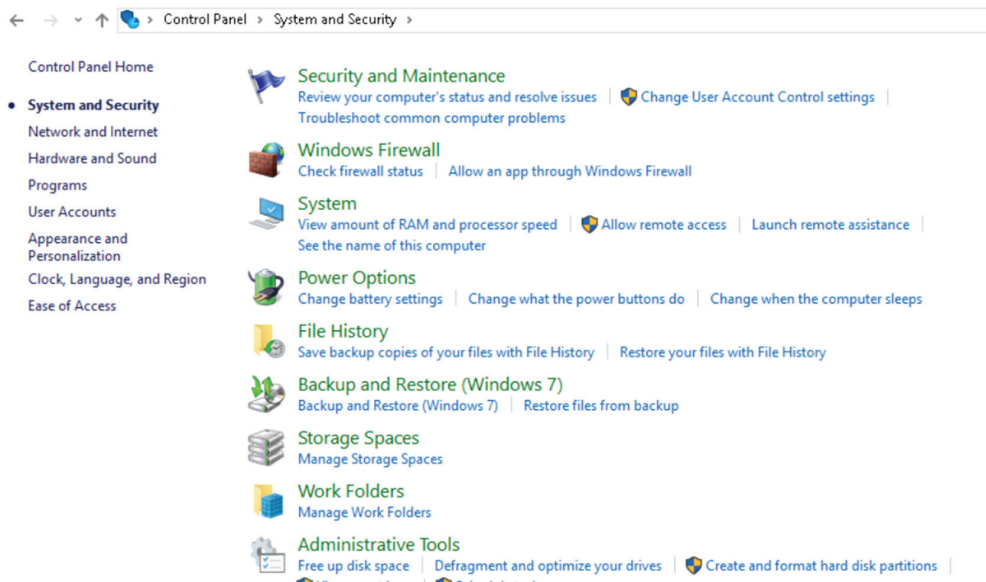 Control Panel > System and Security >
Control Panel Home
System and Security
Network and Internet
Hardware and Sound
Programs
User Accounts
Appearance and
Personalization
Clock, Language, and Region
Ease of Access
Security and Maintenance
Review your computer's status and resolve issues | Change User Account Control settings |
Troubleshoot common computer problems
Windows Firewall
Check firewall status | Allow an app through Windows Firewall
System
View amount of RAM and processor speed | Allow remote access | Launch remote assistance |
See the name of this computer
Power Options
Change battery settings | Change what the power buttons do | Change when the computer sleeps
File History
Save backup copies of your files with File History | Restore your files with File History
Backup and Restore (Windows 7)
Backup and Restore (Windows 7) | Restore files from backup
Storage Spaces
Manage Storage Spaces
Work Folders
Manage Work Folders
Administrative Tools
Free up disk space | Defragment and optimize your drives | Create and format hard disk partitions |